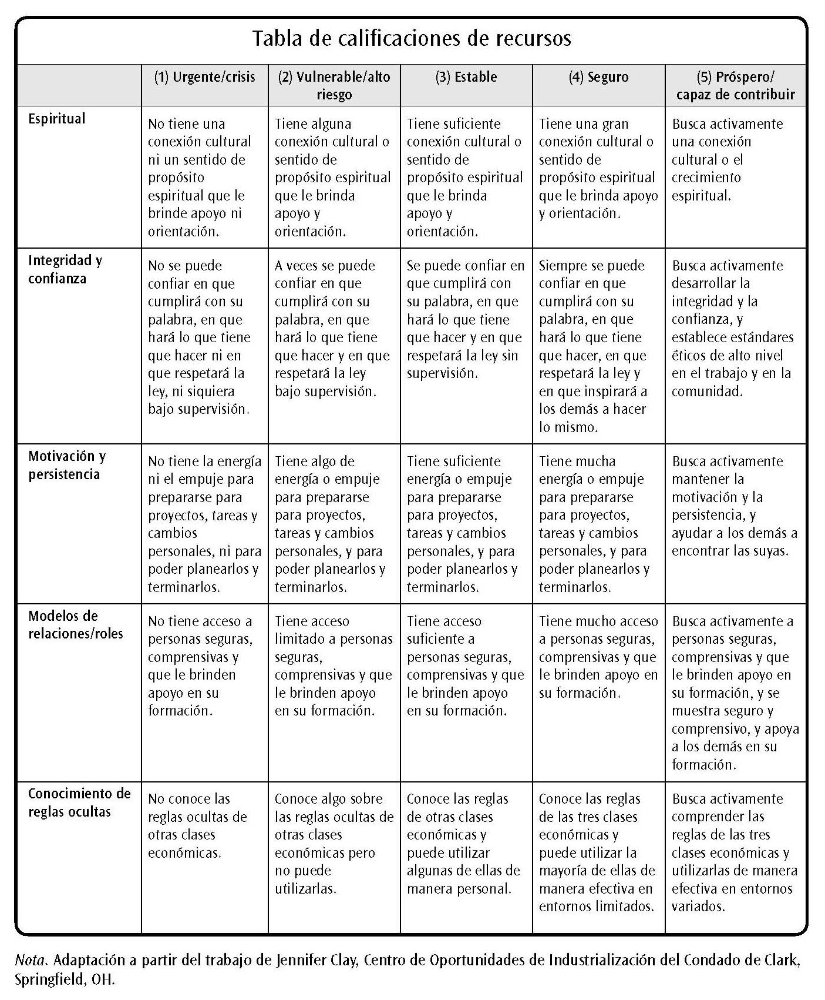 Tabla de calificaciones de recursos
(1) Urgente/crisis
(2) Vulnerable/alto
riesgo
(3) Estable
(4) Seguro
(5) Próspero/
capaz de contribuir
Espiritual
No tiene una
conexión cultural
ni un sentido de
propósito
espiritual que le
brinde apoyo ni
orientación.
Tiene alguna
conexión cultural o
sentido de
propósito espiritual
que le brinda
apoyo y
orientación.
Tiene suficiente
conexión cultural o
sentido de
propósito espiritual
que le brinda
apoyo y
orientación.
Tiene una gran
conexión cultural o
sentido de
propósito espiritual
que le brinda apoyo
y orientación.
Busca activamente
una conexión
cultural o el
crecimiento
espiritual.
Integridad y
confianza
No se puede
confiar en que
cumplirá con su
palabra, en que
hará lo que tiene
que hacer ni en
que respetará la
ley, ni siquiera
bajo supervisión.
A veces se puede
confiar en que
cumplirá con su
palabra, en que
hará lo que tiene
que hacer y en que
respetará la ley
bajo supervisión.
Se puede confiar en
que cumplirá con
su palabra, en que
hará lo que tiene
que hacer y en que
respetará la ley sin
supervisión.
Siempre se puede
confiar en que
cumplirá con su
palabra, en que
hará lo que tiene
que hacer, en que
respetará la ley y
en que inspirará a
los demás a hacer
lo mismo.
Busca activamente
desarrollar la
integridad y la
confianza, y
establece estándares
éticos de alto nivel
en el trabajo y en la
comunidad.
Motivación y
persistencia
No tiene la energía
ni el empuje para
prepararse para
proyectos, tareas y
cambios
personales, ni para
poder planearlos y
terminarlos.
Tiene algo de
energía o empuje
para prepararse
para proyectos,
tareas y cambios
personales, y para
poder planearlos y
terminarlos.
Tiene suficiente
energía o empuje
para prepararse
para proyectos,
tareas y cambios
personales, y para
poder planearlos y
terminarlos.
Tiene mucha
energía o empuje
para prepararse
para proyectos,
tareas y cambios
personales, y para
poder planearlos y
terminarlos.
Busca activamente
mantener la
motivación y la
persistencia, y
ayudar a los demás a
encontrar las suyas.
Modelos de
relaciones/roles
No tiene acceso a
personas seguras,
comprensivas y
que le brinden
apoyo en su
formación.
Tiene acceso
limitado a personas
seguras,
comprensivas y que
le brinden apoyo
en su formación.
Tiene acceso
suficiente a
personas seguras,
comprensivas y que
le brinden apoyo
en su formación.
Tiene mucho acceso
a personas seguras,
comprensivas y que
le brinden apoyo en
su formación.
Busca activamente a
personas seguras,
comprensivas y que
le brinden apoyo en
su formación, y se
muestra seguro y
comprensivo, y apoya
a los demás en su
formación.
Conocimiento de
reglas ocultas
No conoce las
reglas ocultas de
otras clases
económicas.
Conoce algo sobre
las reglas ocultas de
otras clases
económicas pero
no puede
utilizarlas.
Conoce las reglas
de otras clases
económicas y
puede utilizar
algunas de ellas de
manera personal.
Conoce las reglas
de las tres clases
económicas y
puede utilizar la
mayoría de ellas de
manera efectiva en
entornos limitados.
Busca activamente
comprender las
reglas de las tres
clases económicas y
utilizarlas de manera
efectiva en entornos
variados.
Nota. Adaptación a partir del trabajo de Jennifer Clay, Centro de Oportunidades de Industrialización del Condado de Clark,
Springfield, OH.